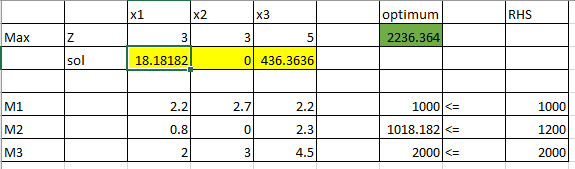 x1 x2 x3 optimum RHS
Max Z 3 3 5 2236.364
sol 18.18182 0 436.3636
M1 2.2 2.7 2.2 1000 <= 1000
M2 0.8 0 2.3 1018.182 <= 1200
M3 2 3 4.5 2000 <= 2000